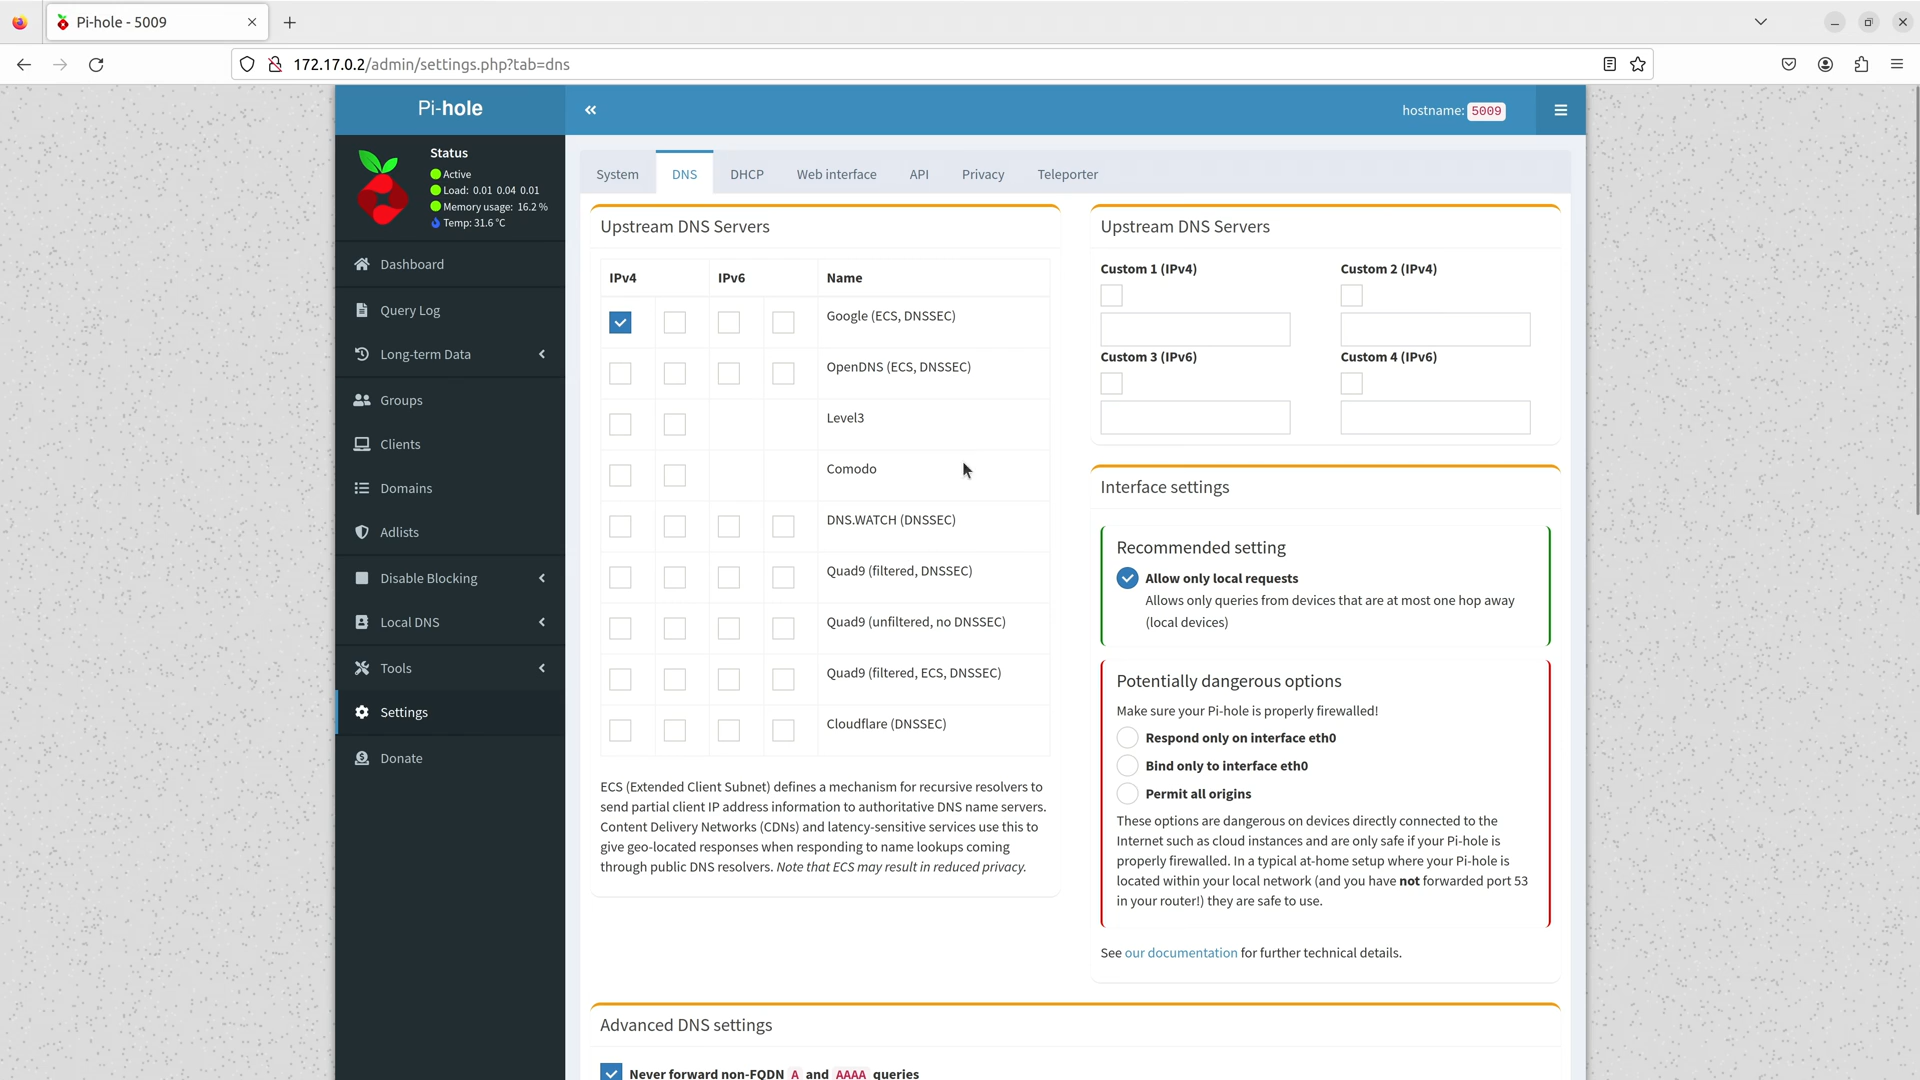 Pi-hole - 5009
172.17.0.2/admin/settings.php?tab=dns
Pi-hole
hostname: 5009
Status
Active
Load: 0.01 0.04 0.01
Memory usage: 16.2 %
Temp: 31.6 °C
Dashboard
Query Log
Long-term Data
Groups
Clients
Domains
Adlists
Disable Blocking
Local DNS
Tools
Settings
Donate
System DNS DHCP Web interface API Privacy Teleporter
Upstream DNS Servers
IPv4 IPv6 Name
Google (ECS, DNSSEC)
OpenDNS (ECS, DNSSEC)
Level3
Comodo
DNS.WATCH (DNSSEC)
Quad9 (filtered, DNSSEC)
Quad9 (unfiltered, no DNSSEC)
Quad9 (filtered, ECS, DNSSEC)
Cloudflare (DNSSEC)
ECS (Extended Client Subnet) defines a mechanism for recursive resolvers to
send partial client IP address information to authoritative DNS name servers.
Content Delivery Networks (CDNs) and latency-sensitive services use this to
give geo-located responses when responding to name lookups coming
through public DNS resolvers. Note that ECS may result in reduced privacy.
Upstream DNS Servers
Custom 1 (IPv4) Custom 2 (IPv4)
Custom 3 (IPv6) Custom 4 (IPv6)
Interface settings
Recommended setting
Allow only local requests
Allows only queries from devices that are at most one hop away
(local devices)
Potentially dangerous options
Make sure your Pi-hole is properly firewalled!
Respond only on interface eth0
Bind only to interface eth0
Permit all origins
These options are dangerous on devices directly connected to the
Internet such as cloud instances and are only safe if your Pi-hole is
properly firewalled. In a typical at-home setup where your Pi-hole is
located within your local network (and you have not forwarded port 53
in your router!) they are safe to use.
See our documentation for further technical details.
Advanced DNS settings
Never forward non-FQDN A and AAAA queries